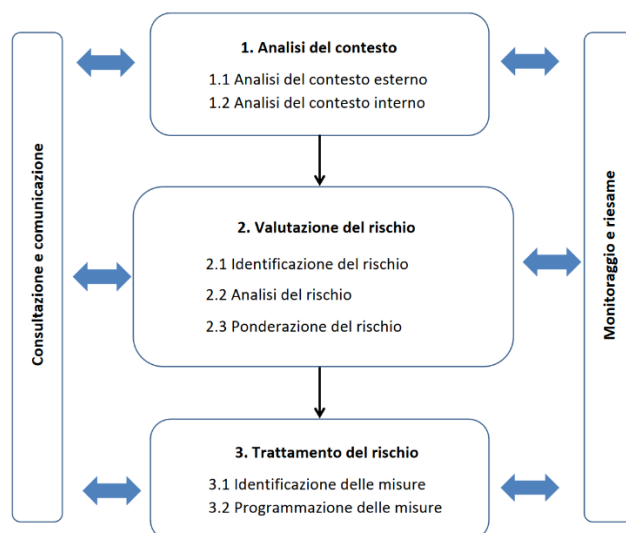 Consultazione e comunicazione
1. Analisi del contesto
1.1 Analisi del contesto esterno
1.2 Analisi del contesto interno
2. Valutazione del rischio
2.1 Identificazione del rischio
2.2 Analisi del rischio
2.3 Ponderazione del rischio
3. Trattamento del rischio
3.1 Identificazione delle misure
3.2 Programmazione delle misure
Monitoraggio e riesame